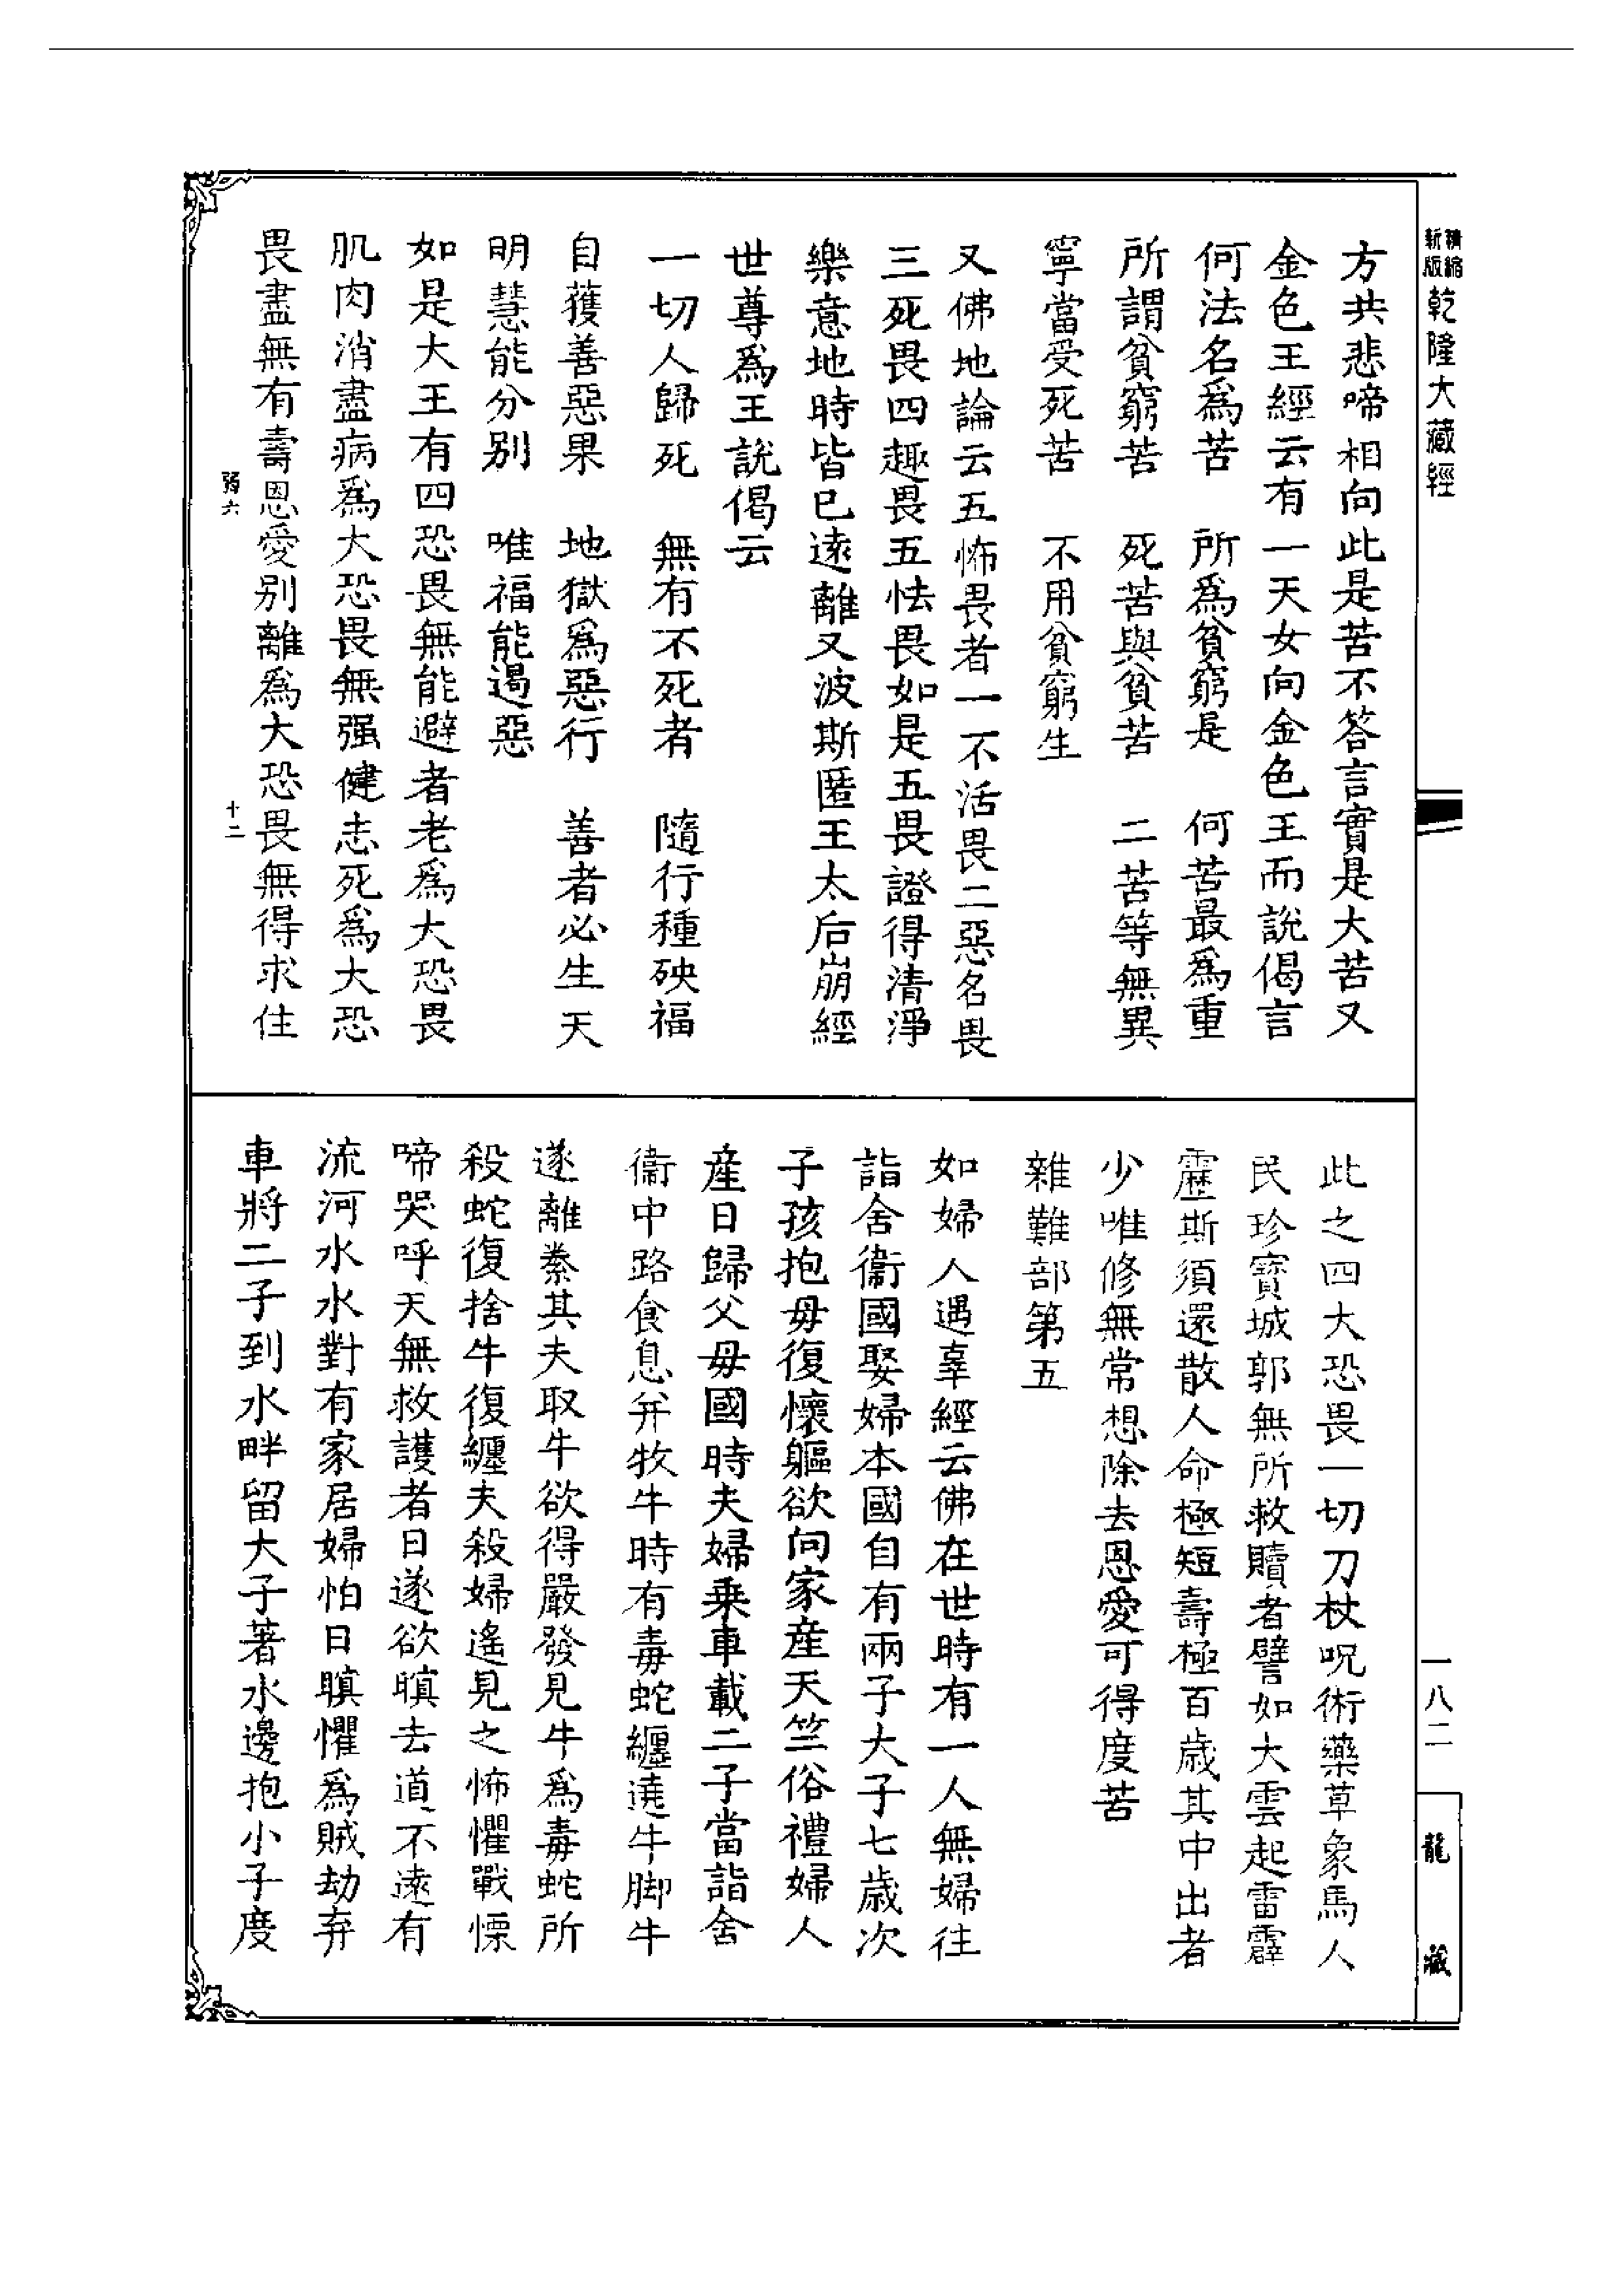 精縮新版乾隆大藏經
方共悲啼相向此是苦不答言實是大苦又
金色王經云有一天女向金色王而說偈言
何法名爲苦　所爲貧窮是　何苦最爲重
所謂貧窮苦　死苦與貧苦　二苦等無異
寧當受死苦　不用貧窮生
又佛地論云五怖畏者一不活畏二惡名畏
三死畏四趣畏五怯畏如是五畏證得清淨
樂意地時皆已遠離又波斯匿王太后崩經
世尊爲王說偈云
一切人歸死　無有不死者　隨行種殃福
自獲善惡果　地獄爲惡行　善者必生天
明慧能分別　唯福能遏惡
如是大王有四恐畏無能避者老爲大恐畏
肌肉消盡病爲大恐畏無强健志死爲大恐
畏盡無有壽恩愛別離爲大恐畏無得求住
弱六　十二
此之四大恐畏一切刀杖呪術藥草象馬人
民珍寶城郭無所救贖者譬如大雲起雷霹
靂斯須還散人命極短壽極百歲其中出者
少唯修無常想除去恩愛可得度苦
雜難部第五
如婦人遇辜經云佛在世時有一人無婦往
詣舍衞國娶婦本國自有兩子大子七歲次
子孩抱毋復懷軀欲向家産天竺俗禮婦人
産日歸父毋國時夫婦乗車載二子當詣舍
衞中路食息并牧牛時有毒蛇纏遶牛脚牛
遂離絭其夫取牛欲得嚴發見牛爲毒蛇所
殺蛇復捨牛復纏夫殺婦遙見之怖懼戰慄
啼哭呼天無救護者日遂欲瞑去道不遠有
流河水水對有家居婦怕日瞑懼爲賊劫弃
車將二子到水畔留大子著水邊抱小子度
一八二
龍藏